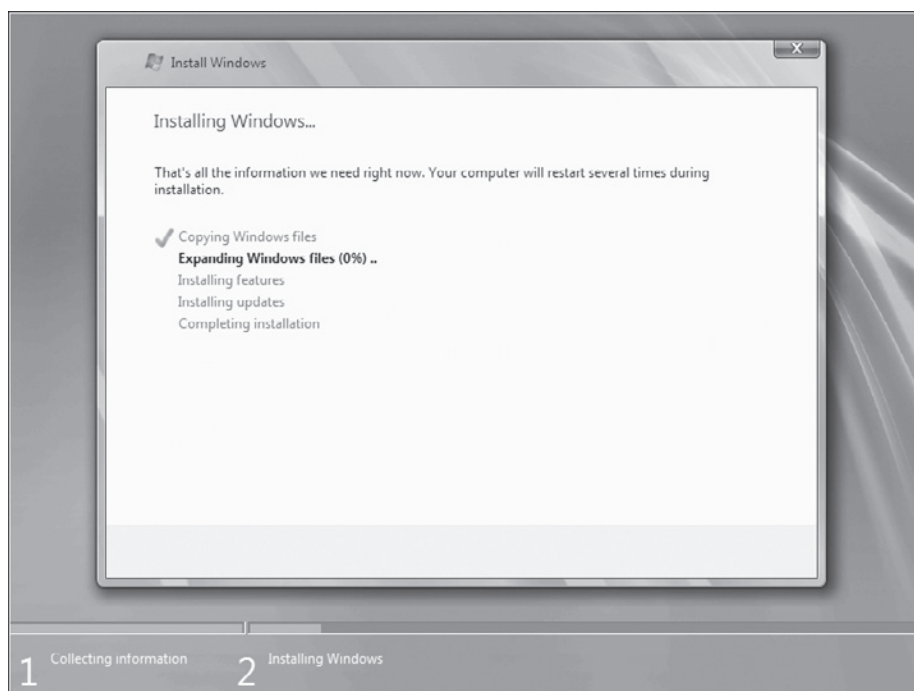 Install Windows
Installing Windows...
That's all the information we need right now. Your computer will restart several times during
installation.
Copying Windows files
Expanding Windows files (0%) ..
Installing features
Installing updates
Completing installation
1 Collecting information 2 Installing Windows